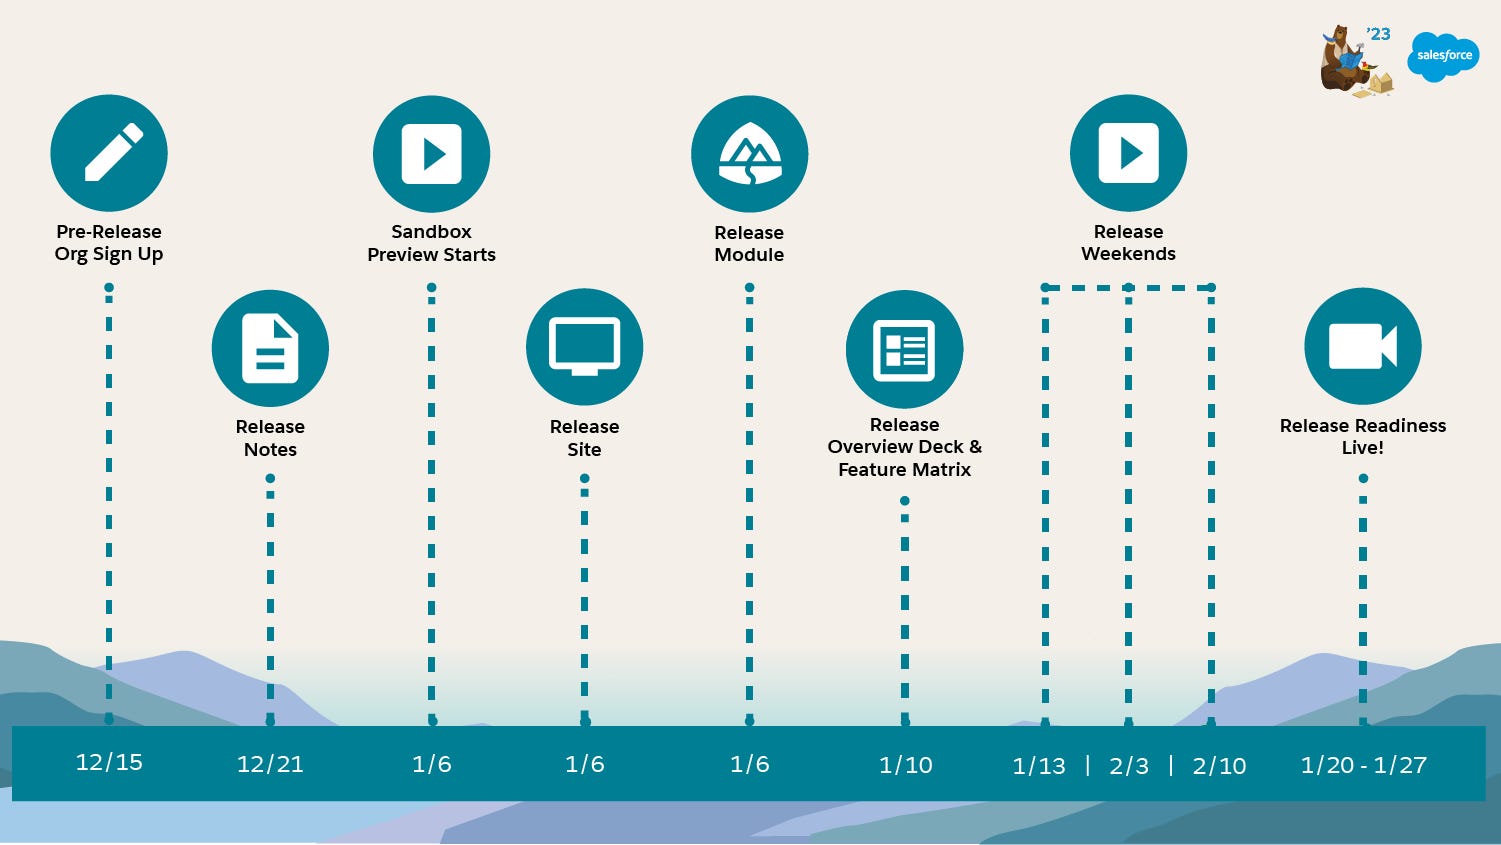 ’23
salesforce
Pre-Release
Org Sign Up
Sandbox
Preview Starts
Release
Module
Release
Weekends
Release
Notes
Release
Site
Release
Overview Deck &
Feature Matrix
Release Readiness
Live!
12/15
12/21
1/6
1/6
1/6
1/10
1/13 | 2/3 | 2/10
1/20 - 1/27